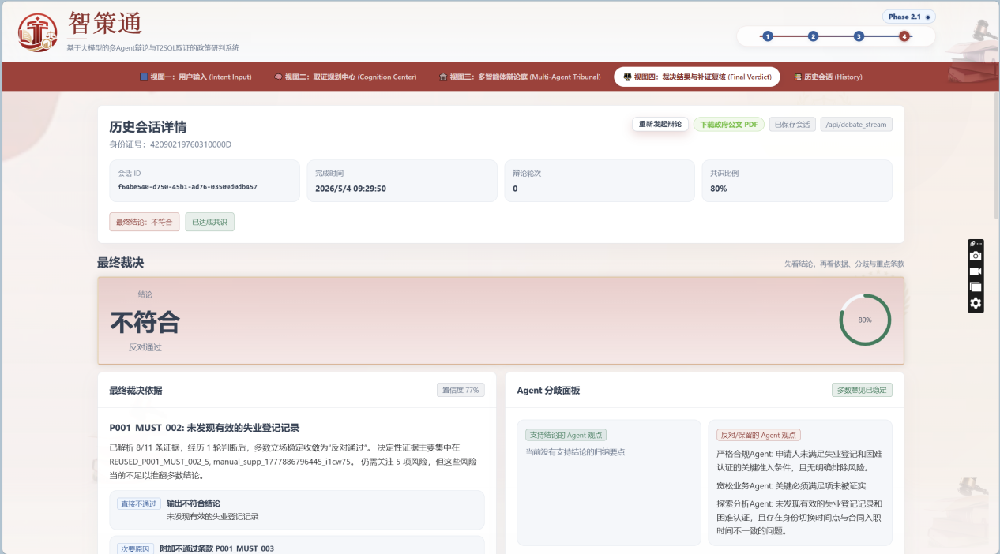 智策通
基于大模型的多Agent辩论与T2SQL取证的政策研判系统
Phase 2.1
1 2 3 4
视图一：用户输入 (Intent Input)
视图二：取证规划中心 (Cognition Center)
视图三：多智能体辩论庭 (Multi-Agent Tribunal)
视图四：裁决结果与补证复核 (Final Verdict)
历史会话 (History)
历史会话详情
重新发起辩论
下载政府公文 PDF
已保存会话
/api/debate_stream
身份证号：42090219760310000D
会话 ID
f64be540-d750-45b1-ad76-03509d0db457
完成时间
2026/5/4 09:29:50
辩论轮次
0
共识比例
80%
最终结论：不符合
已达成共识
最终裁决
先看结论，再看依据、分歧与重点条款
结论
不符合
反对通过
80%
最终裁决依据
置信度 77%
P001_MUST_002: 未发现有效的失业登记记录
已解析 8/11 条证据，经历 1 轮判断后，多数立场稳定收敛为“反对通过”。 决定性证据主要集中在
REUSED_P001_MUST_002_5, manual_supp_1777886796445_i1cw75。 仍需关注 5 项风险，但这些风险
当前不足以推翻多数结论。
直接不通过
输出不符合结论
未发现有效的失业登记记录
次要原因
附加不通过条款 P001_MUST_003
Agent 分歧面板
多数意见已稳定
支持结论的 Agent 观点
当前没有支持结论的归纳要点
反对/保留的 Agent 观点
严格合规Agent: 申请人未满足失业登记和困难
认证的关键准入条件，且无明确排除风险。
宽松业务Agent: 关键必须满足项未被证实
探索分析Agent: 未发现有效的失业登记记录和
困难认证，且存在身份切换时间点与合同入职
时间不一致的问题。